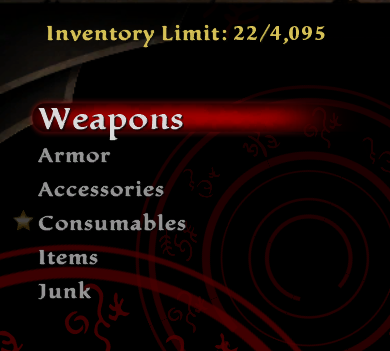 Inventory Limit: 22/4,095
Weapons
Armor
Accessories
Consumables
Items
Junk